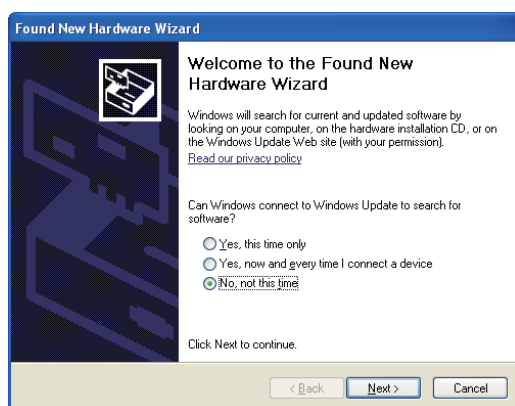 Found New Hardware Wizard
Welcome to the Found New
Hardware Wizard
Windows will search for current and updated software by
looking on your computer, on the hardware installation CD, or on
the Windows Update Web site (with your permission).
Read our privacy policy
Can Windows connect to Windows Update to search for
software?
Yes, this time only
Yes, now and every time I connect a device
No, not this time
Click Next to continue.
< Back
Next >
Cancel